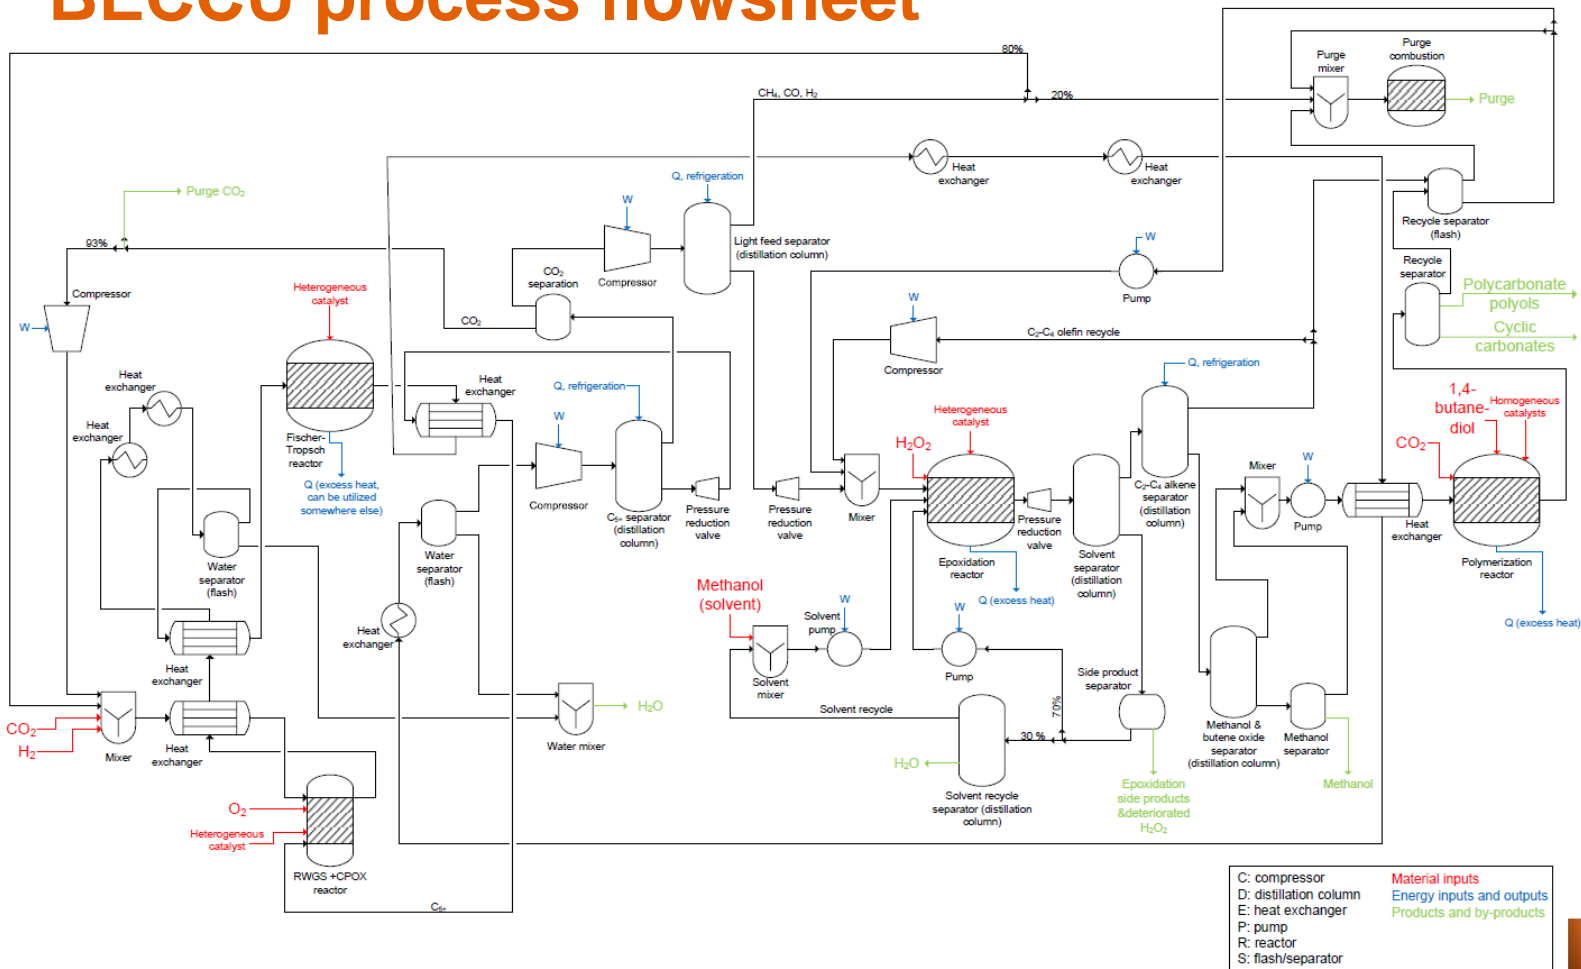 BECCU process flowsheet
80%
CH₄, CO, H₂
20%
Purge
mixer
Purge
combustion
Purge
Heat
exchanger
Heat
exchanger
Q, refrigeration
Purge CO₂
W
93%
Light feed separator
(distillation column)
Recycle separator
(flash)
W
Compressor
CO₂
separation
Compressor
Pump
Recycle
separator
Polycarbonate
polyols
Cyclic
carbonates
Heterogeneous
catalyst
W
CO₂
W
C₂-C₄ olefin recycle
Compressor
Q, refrigeration
Heat
exchanger
Heat
exchanger
Q, refrigeration
W
Heat
exchanger
Fischer-
Tropsch
reactor
Q (excess heat,
can be utilized
somewhere else)
Compressor
C₅₊ separator
(distillation
column)
Pressure
reduction
valve
Pressure
reduction
valve
Mixer
H₂O₂
Heterogeneous
catalyst
Pressure
reduction
valve
C₂-C₄ alkene
separator
(distillation
column)
1,4-
butane-
diol
Homogeneous
catalysts
CO₂
Mixer
W
Pump
Heat
exchanger
Polymerization
reactor
Q (excess heat)
Water
separator
(flash)
Water
separator
(flash)
Epoxidation
reactor
Q (excess heat)
Solvent
separator
(distillation
column)
Methanol
(solvent)
Solvent
pump
W
W
Heat
exchanger
Heat
exchanger
Solvent
mixer
Pump
Side product
separator
CO₂
H₂
Mixer
Heat
exchanger
H₂O
Water mixer
Solvent recycle
70%
30 %
H₂O
Solvent recycle
separator (distillation
column)
Epoxidation
side products
&deteriorated
H₂O₂
Methanol &
butene oxide
separator
(distillation column)
Methanol
separator
Methanol
O₂
Heterogeneous
catalyst
RWGS +CPOX
reactor
C₅₊
C: compressor
D: distillation column
E: heat exchanger
P: pump
R: reactor
S: flash/separator
Material inputs
Energy inputs and outputs
Products and by-products